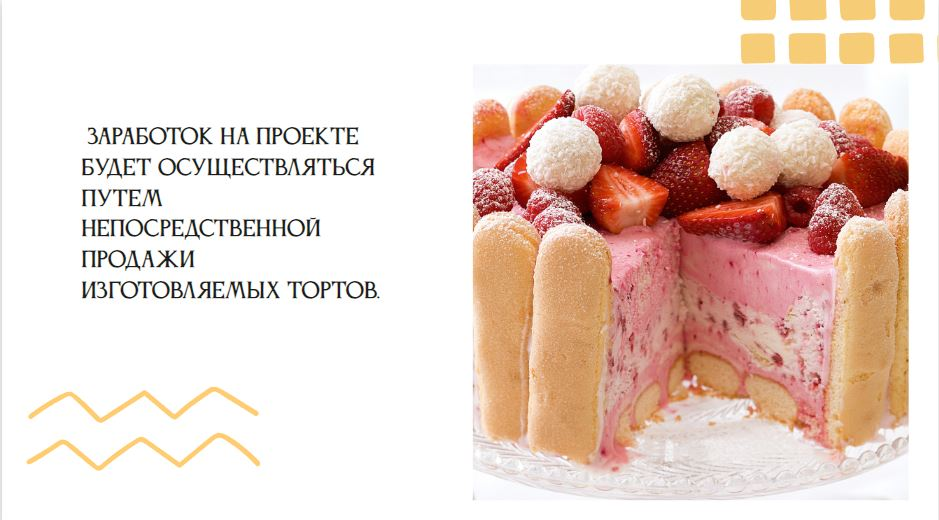 ЗАРАБОТОК НА ПРОЕКТЕ
БУДЕТ ОСУЩЕСТВЛЯТЬСЯ
ПУТЕМ
НЕПОСРЕДСТВЕННОЙ
ПРОДАЖИ
ИЗГОТОВЛЯЕМЫХ ТОРТОВ.